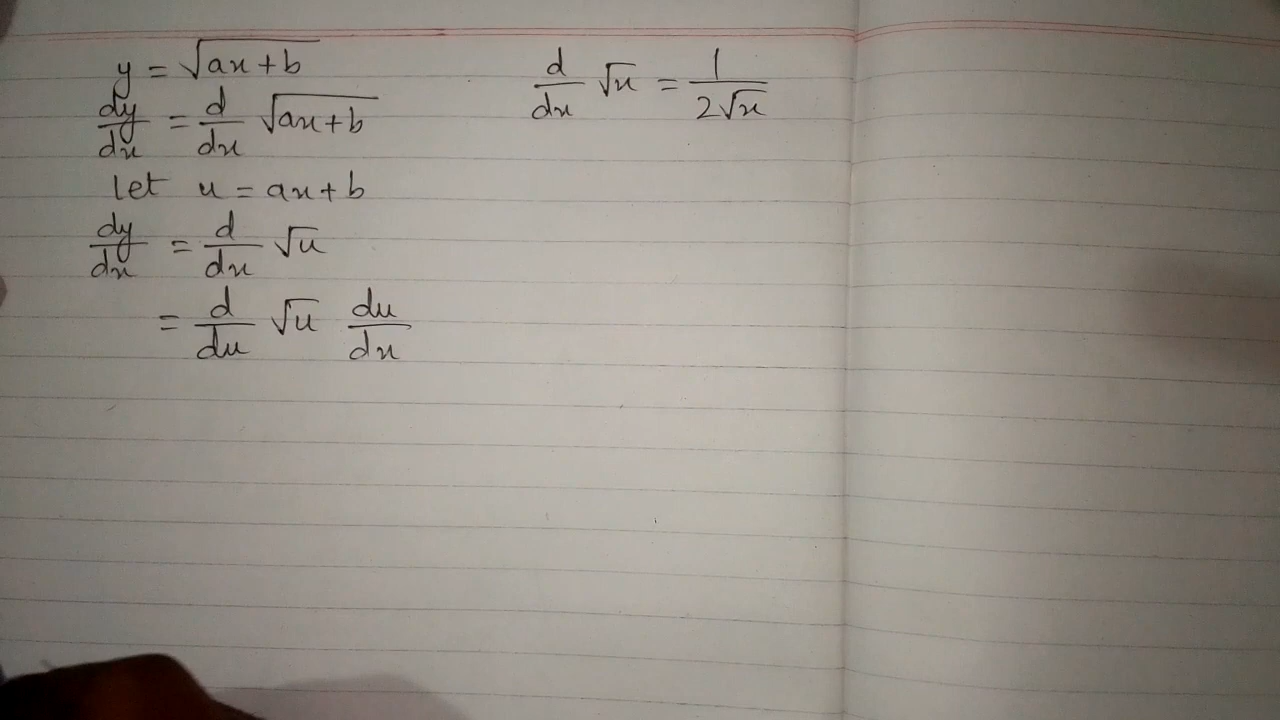 y = √(ax+b)
dy/dx = d/dx √(ax+b)
let u = ax+b
dy/dx = d/dx √u
= d/du √u du/dx
d/dx √x = 1/(2√x)